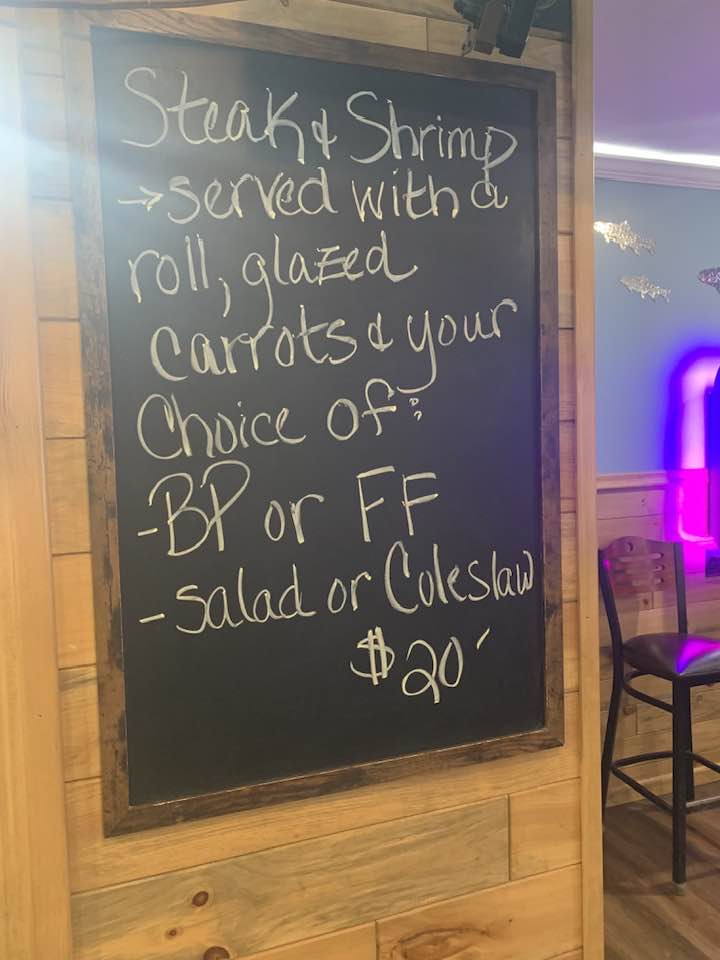 Steak & Shrimp
→ served with a
roll, glazed
Carrots & your
Choice of:
- BP or FF
- salad or Coleslaw
$20